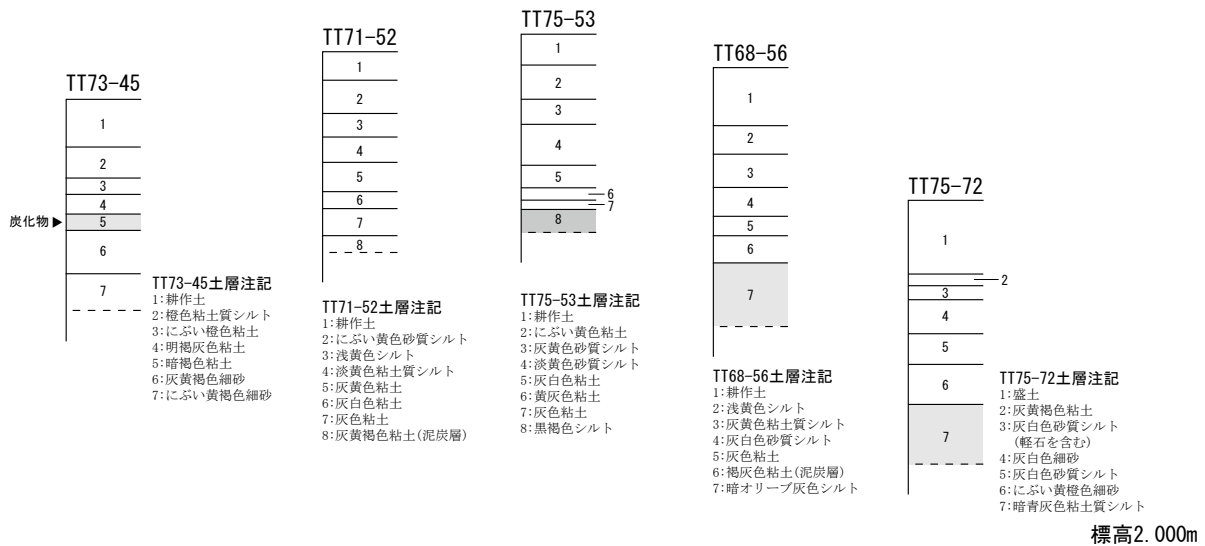 TT73-45
1
2
3
4
炭化物▶
5
6
7
TT73-45土層注記
1:耕作土
2:橙色粘土質シルト
3:にぶい橙色粘土
4:明褐灰色粘土
5:暗褐色粘土
6:灰黄褐色細砂
7:にぶい黄褐色細砂
TT71-52
1
2
3
4
5
6
7
8
TT71-52土層注記
1:耕作土
2:にぶい黄色砂質シルト
3:浅黄色シルト
4:淡黄色粘土質シルト
5:灰黄色粘土
6:灰白色粘土
7:灰色粘土
8:灰黄褐色粘土(泥炭層)
TT75-53
1
2
3
4
5
6
7
8
TT75-53土層注記
1:耕作土
2:にぶい黄色粘土
3:灰黄色砂質シルト
4:淡黄色砂質シルト
5:灰白色粘土
6:黄灰色粘土
7:灰色粘土
8:黒褐色シルト
TT68-56
1
2
3
4
5
6
7
TT68-56土層注記
1:耕作土
2:浅黄色シルト
3:灰黄色粘土質シルト
4:灰白色砂質シルト
5:灰色粘土
6:褐灰色粘土(泥炭層)
7:暗オリーブ灰色シルト
TT75-72
1
2
3
4
5
6
7
TT75-72土層注記
1:盛土
2:灰黄褐色粘土
3:灰白色砂質シルト
(軽石を含む)
4:灰白色細砂
5:灰白色砂質シルト
6:にぶい黄橙色細砂
7:暗青灰色粘土質シルト
標高2.000m